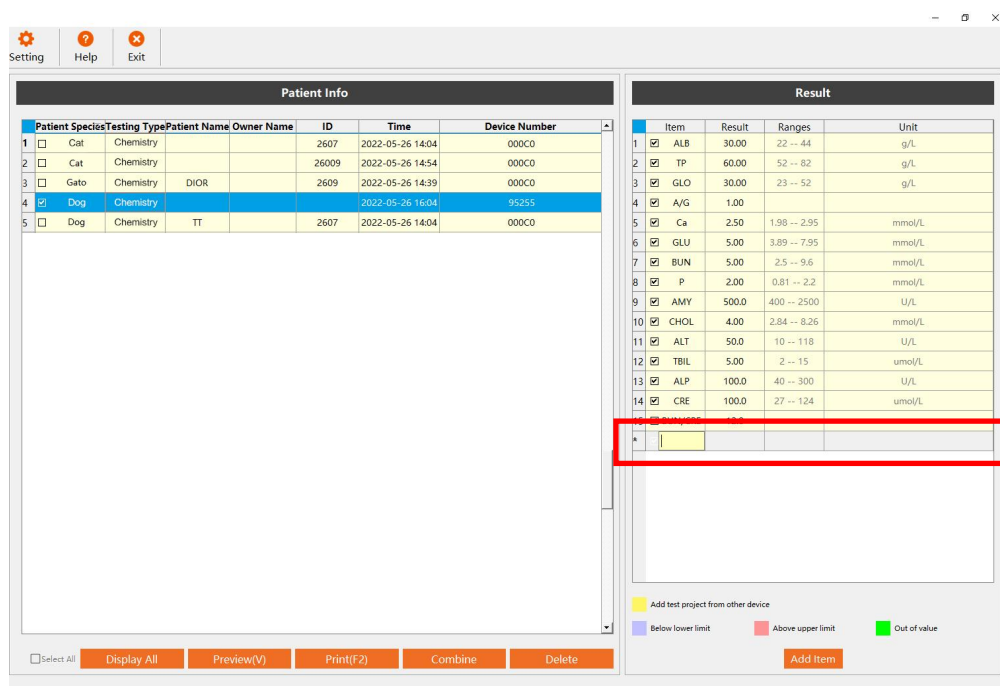 Setting Help Exit
Patient Info
Patient Species Testing Type Patient Name Owner Name ID Time Device Number
1 Cat Chemistry 2607 2022-05-26 14:04 000C0
2 Cat Chemistry 26009 2022-05-26 14:54 000C0
3 Gato Chemistry DIOR 2609 2022-05-26 14:39 000C0
4 Dog Chemistry 2022-05-26 16:04 95255
5 Dog Chemistry TT 2607 2022-05-26 14:04 000C0
Select All Display All Preview(V) Print(F2) Combine Delete
Result
Item Result Ranges Unit
1 ALB 30.00 22 -- 44 g/L
2 TP 60.00 52 -- 82 g/L
3 GLO 30.00 23 -- 52 g/L
4 A/G 1.00
5 Ca 2.50 1.98 -- 2.95 mmol/L
6 GLU 5.00 3.89 -- 7.95 mmol/L
7 BUN 5.00 2.5 -- 9.6 mmol/L
8 P 2.00 0.81 -- 2.2 mmol/L
9 AMY 500.0 400 -- 2500 U/L
10 CHOL 4.00 2.84 -- 8.26 mmol/L
11 ALT 50.0 10 -- 118 U/L
12 TBIL 5.00 2 -- 15 umol/L
13 ALP 100.0 40 -- 300 U/L
14 CRE 100.0 27 -- 124 umol/L
15 BUN/CRE
*
Add test project from other device
Below lower limit Above upper limit Out of value
Add Item